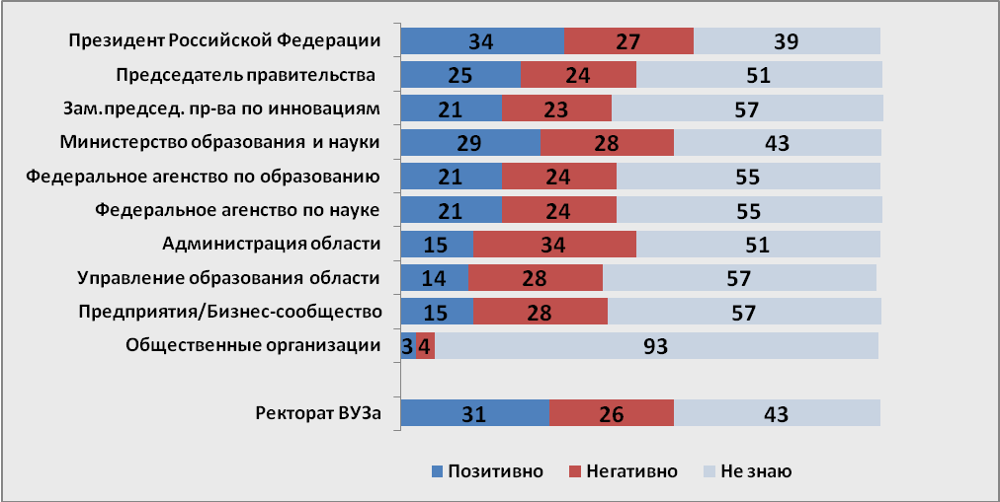 Президент Российской Федерации 34 27 39
Председатель правительства 25 24 51
Зам.председ. пр-ва по инновациям 21 23 57
Министерство образования и науки 29 28 43
Федеральное агенство по образованию 21 24 55
Федеральное агенство по науке 21 24 55
Администрация области 15 34 51
Управление образования области 14 28 57
Предприятия/Бизнес-сообщество 15 28 57
Общественные организации 3 4 93
Ректорат ВУЗа 31 26 43
Позитивно Негативно Не знаю